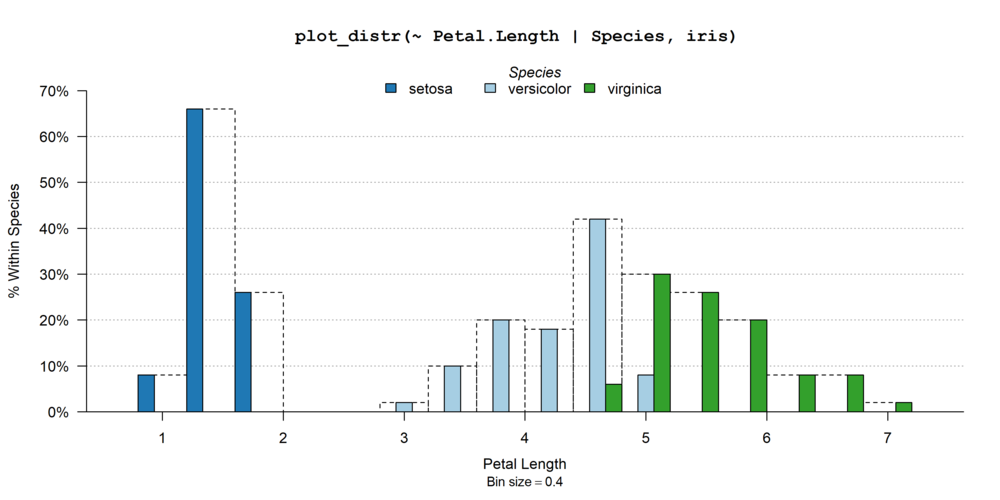 plot_distr(~ Petal.Length | Species, iris)
Species
setosa versicolor virginica
70%
60%
50%
40%
30%
20%
10%
0%
% Within Species
1 2 3 4 5 6 7
Petal Length
Bin size = 0.4